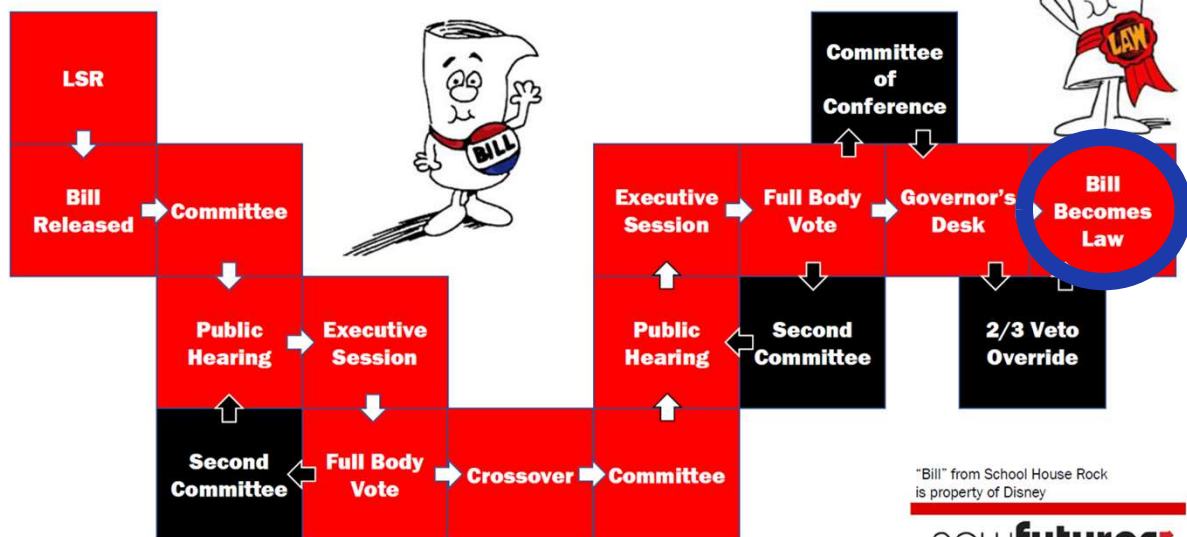 LSR
Bill
Released
Committee
Public
Hearing
Executive
Session
Second
Committee
Full Body
Vote
Crossover
Committee
Public
Hearing
Executive
Session
Full Body
Vote
Second
Committee
Committee
of
Conference
Governor's
Desk
2/3 Veto
Override
Bill
Becomes
Law
BILL
LAW
"Bill" from School House Rock
is property of Disney